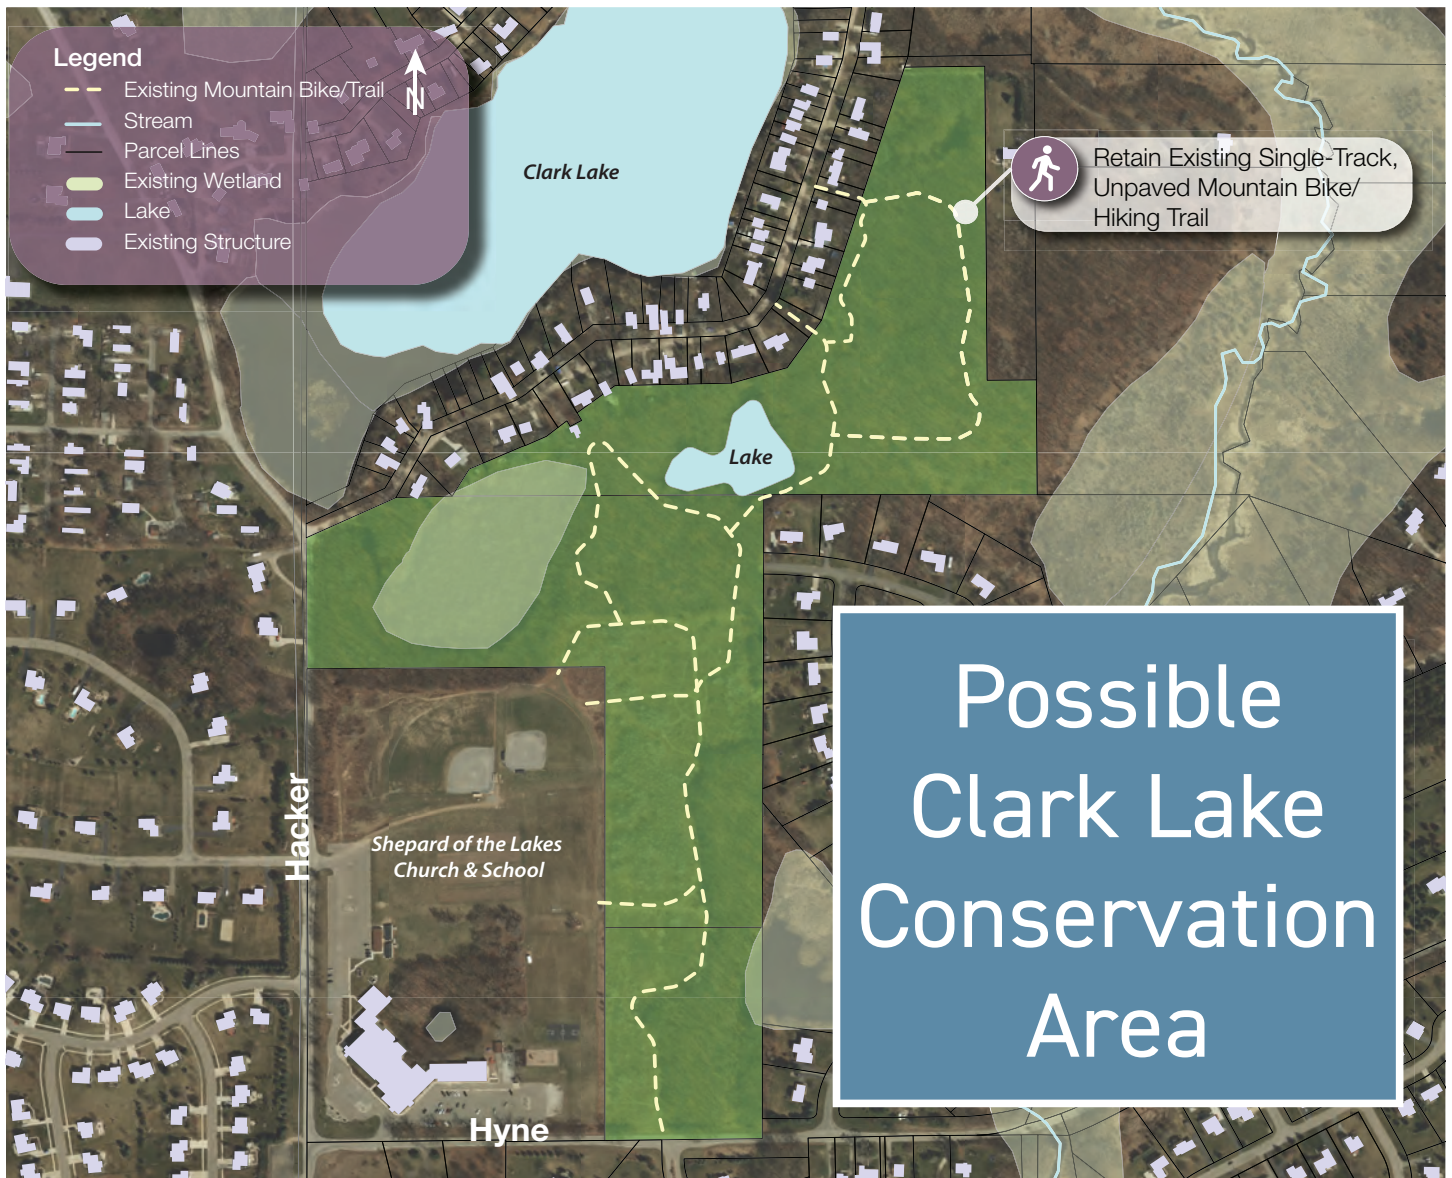 Legend
N
Existing Mountain Bike/Trail
Stream
Parcel Lines
Existing Wetland
Lake
Existing Structure
Clark Lake
Retain Existing Single-Track,
Unpaved Mountain Bike/
Hiking Trail
Lake
Hacker
Shepard of the Lakes
Church & School
Hyne
Possible
Clark Lake
Conservation
Area